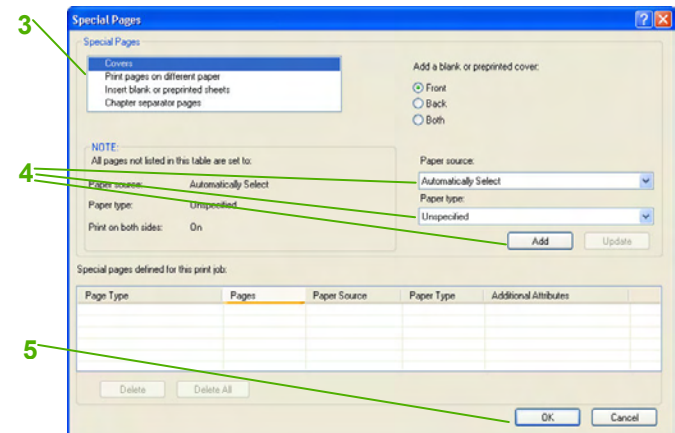 3
Special Pages
Special Pages
Covers
Print pages on different paper
Insert blank or preprinted sheets
Chapter separator pages
Add a blank or preprinted cover:
Front
Back
Both
NOTE:
All pages not listed in this table are set to:
Paper source: Automatically Select
Paper type: Unspecified
Print on both sides: On
4
Paper source:
Automatically Select
Paper type:
Unspecified
Add Update
Special pages defined for this print job:
Page Type Pages Paper Source Paper Type Additional Attributes
5
Delete Delete All
OK Cancel